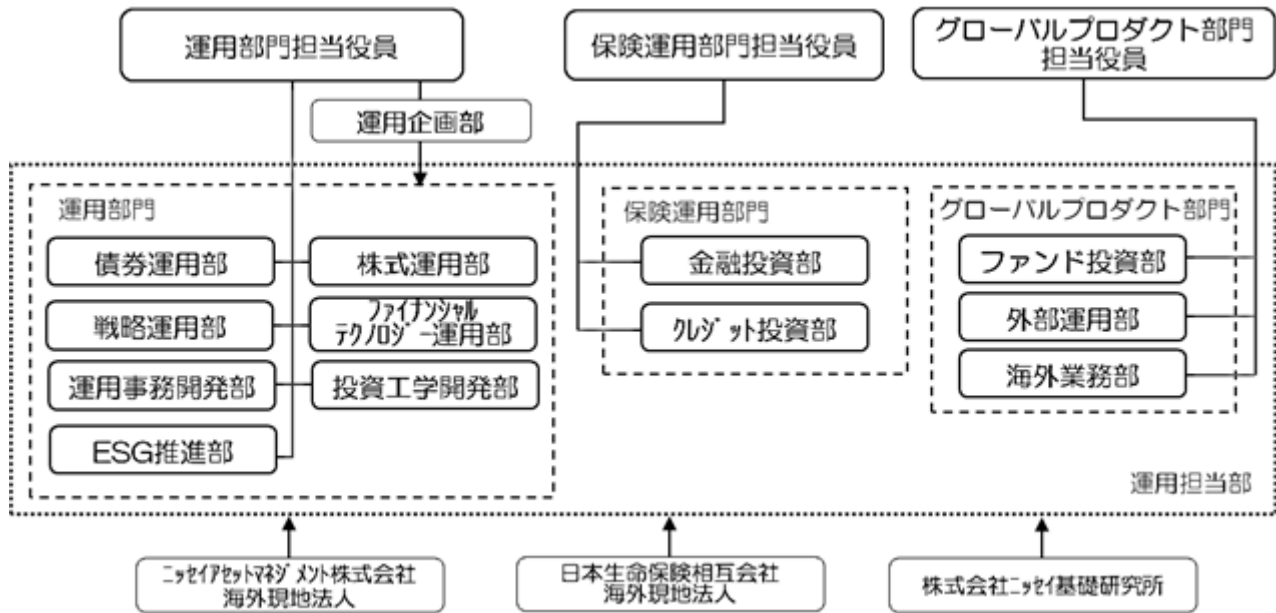 運用部門担当役員
保険運用部門担当役員
グローバルプロダクト部門
担当役員
運用企画部
運用部門
債券運用部
株式運用部
戦略運用部
ファイナンシャル
テクノロジー運用部
運用事務開発部
投資工学開発部
ESG推進部
保険運用部門
金融投資部
クレジット投資部
グローバルプロダクト部門
ファンド投資部
外部運用部
海外業務部
運用担当部
ニッセイアセットマネジメント株式会社
海外現地法人
日本生命保険相互会社
海外現地法人
株式会社ニッセイ基礎研究所